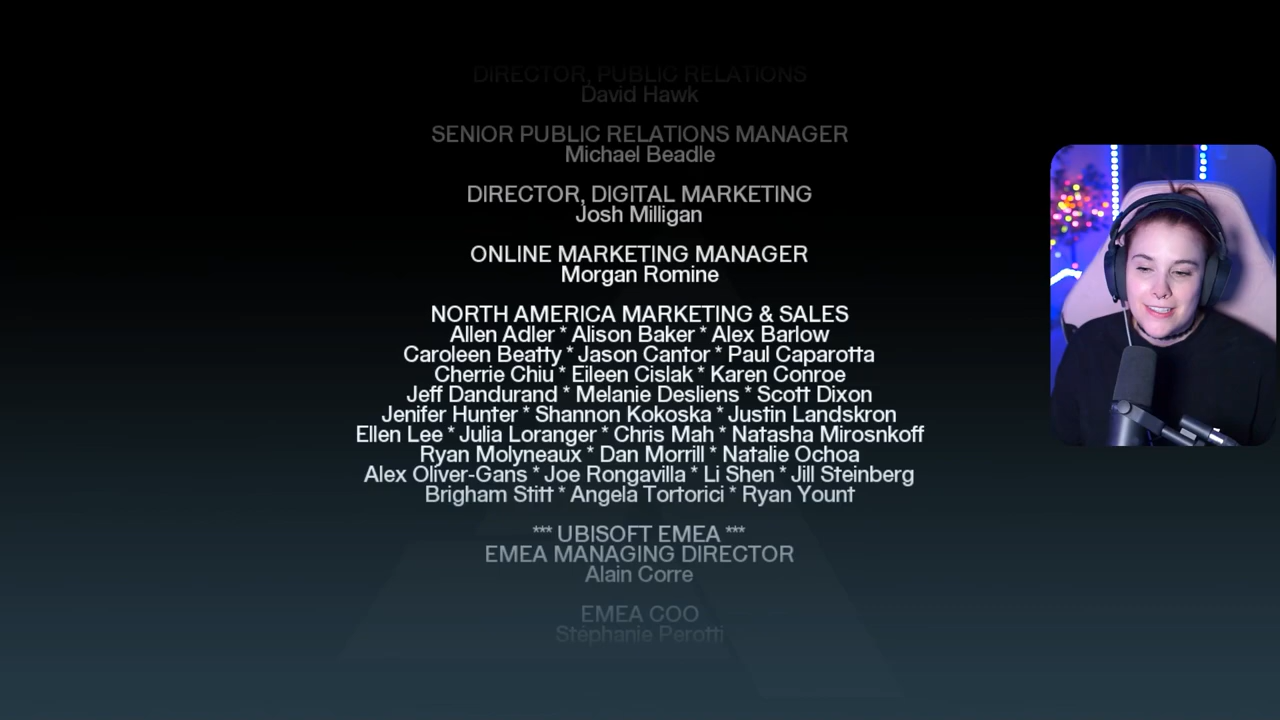 DIRECTOR, PUBLIC RELATIONS
David Hawk
SENIOR PUBLIC RELATIONS MANAGER
Michael Beadle
DIRECTOR, DIGITAL MARKETING
Josh Milligan
ONLINE MARKETING MANAGER
Morgan Romine
NORTH AMERICA MARKETING & SALES
Allen Adler * Alison Baker * Alex Barlow
Caroleen Beatty * Jason Cantor * Paul Caparotta
Cherrie Chiu * Eileen Cislak * Karen Conroe
Jeff Dandurand * Melanie Desliens * Scott Dixon
Jenifer Hunter * Shannon Kokoska * Justin Landskron
Ellen Lee * Julia Loranger * Chris Mah * Natasha Mirosnkoff
Ryan Molyneaux * Dan Morrill * Natalie Ochoa
Alex Oliver-Gans * Joe Rongavilla * Li Shen * Jill Steinberg
Brigham Stitt * Angela Tortorici * Ryan Yount
*** UBISOFT EMEA ***
EMEA MANAGING DIRECTOR
Alain Corre
EMEA COO
Stéphanie Perotti